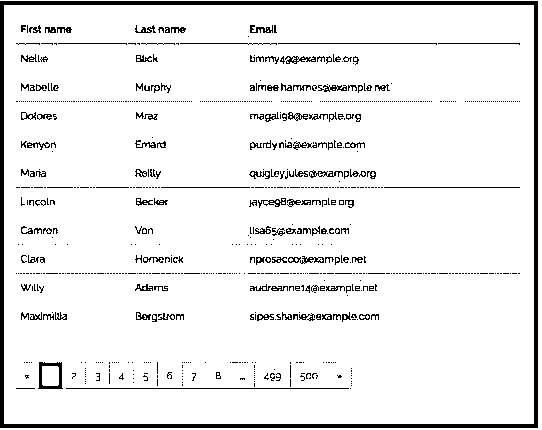 First name Last name Email
Nellie Blick timmy49@example.org
Mabelle Murphy aimee.hammes@example.net
Dolores Mraz magali98@example.org
Kenyon Emard purdy.nia@example.com
Maria Reilly quigley.jules@example.org
Lincoln Becker jayce98@example.org
Camron Von lisa65@example.com
Clara Homenick nprosacco@example.net
Willy Adams audreanne14@example.net
Maximillia Bergstrom sipes.shanie@example.com
« 2 3 4 5 6 7 8 ... 499 500 »